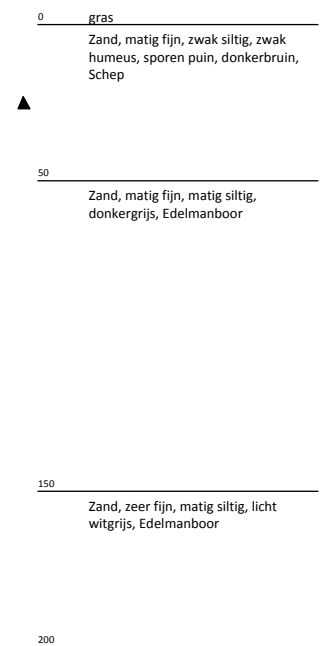 0 gras
Zand, matig fijn, zwak siltig, zwak
humeus, sporen puin, donkerbruin,
Schep
50
Zand, matig fijn, matig siltig,
donkergrijs, Edelmanboor
150
Zand, zeer fijn, matig siltig, licht
witgrijs, Edelmanboor
200